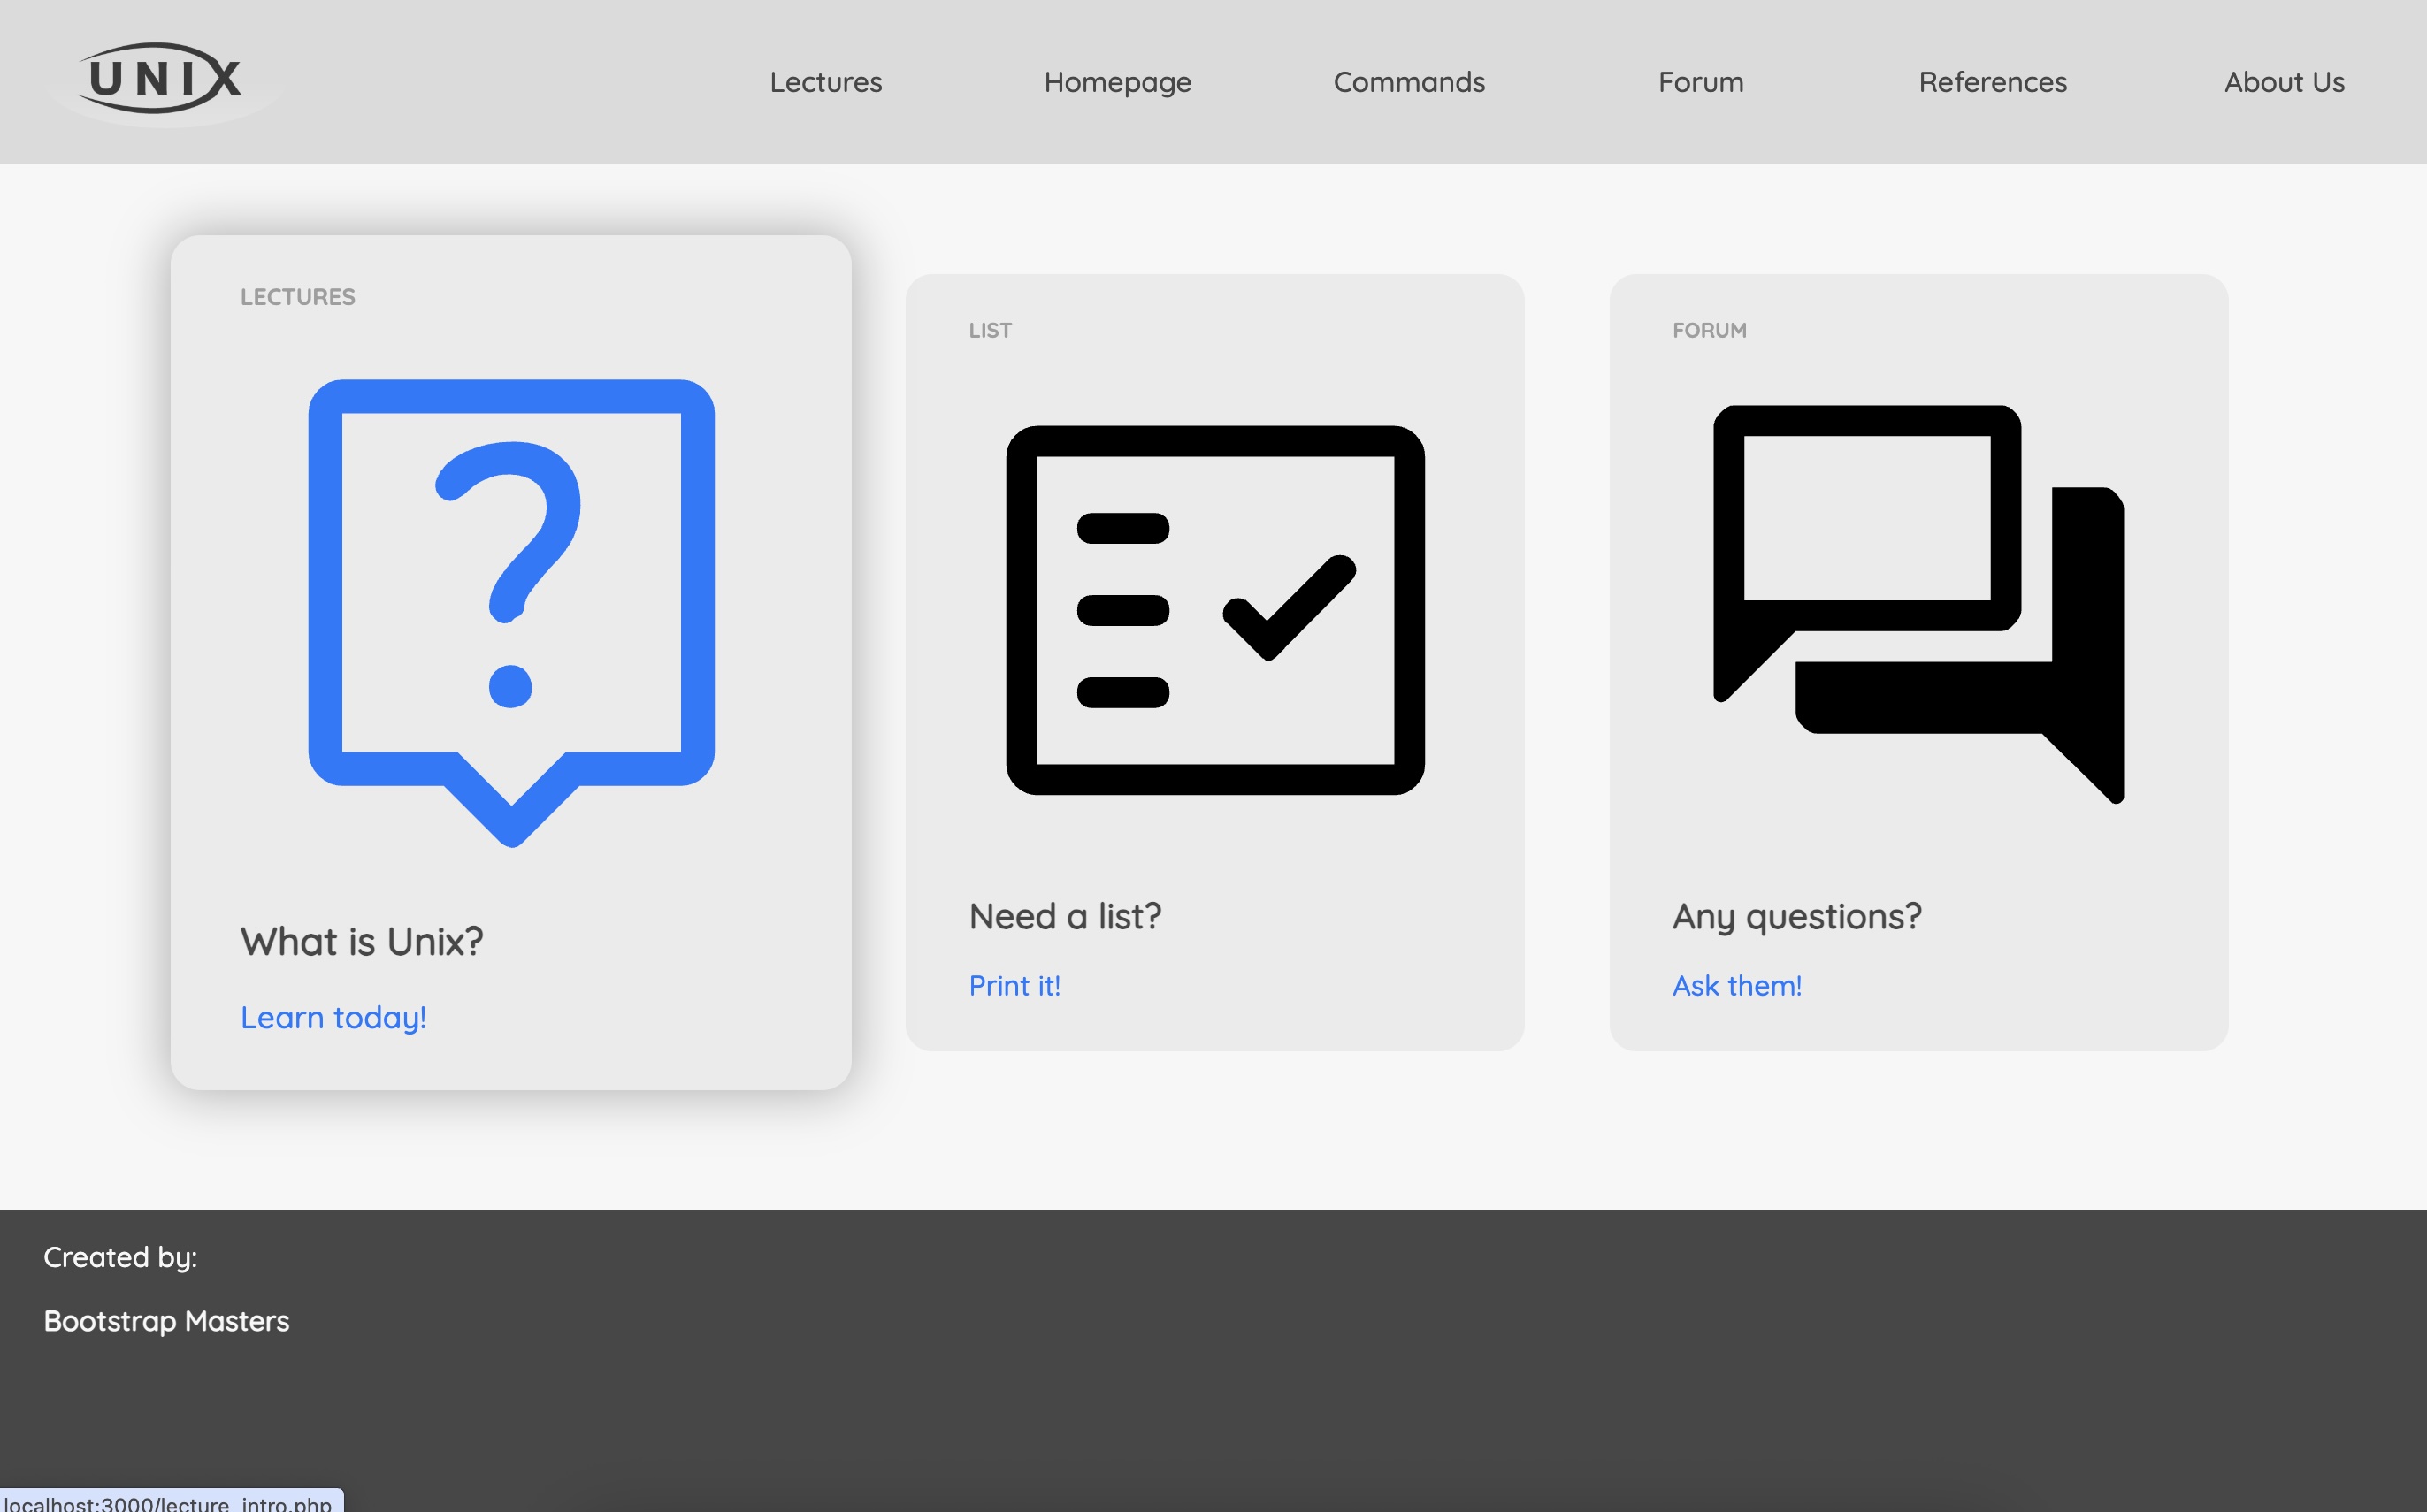 UNIX
Lectures
Homepage
Commands
Forum
References
About Us
LECTURES
What is Unix?
Learn today!
LIST
Need a list?
Print it!
FORUM
Any questions?
Ask them!
Created by:
Bootstrap Masters
localhost:3000/lecture_intro.php